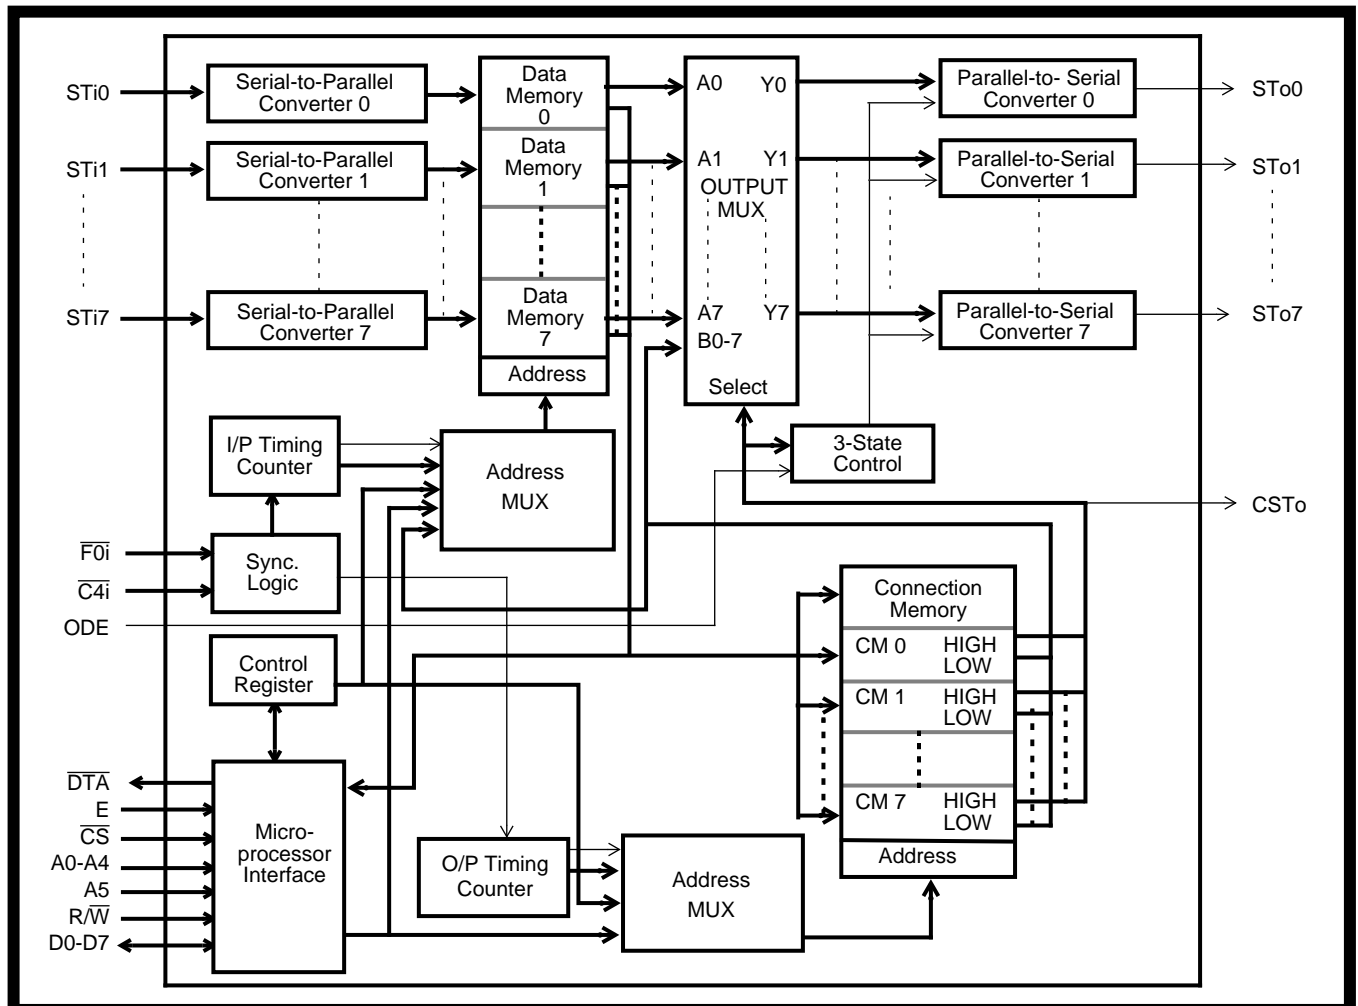 STi0
Serial-to-Parallel
Converter 0
Data
Memory
0
A0
Y0
Parallel-to- Serial
Converter 0
STo0
STi1
Serial-to-Parallel
Converter 1
Data
Memory
1
A1
Y1
OUTPUT
MUX
Parallel-to-Serial
Converter 1
STo1
STi7
Serial-to-Parallel
Converter 7
Data
Memory
7
Address
A7
Y7
B0-7
Select
Parallel-to-Serial
Converter 7
STo7
I/P Timing
Counter
Address
MUX
3-State
Control
CSTo
F0i
C4i
Sync.
Logic
ODE
Control
Register
Connection
Memory
CM 0
HIGH
LOW
CM 1
HIGH
LOW
CM 7
HIGH
LOW
Address
DTA
E
CS
A0-A4
A5
R/W
D0-D7
Micro-
processor
Interface
O/P Timing
Counter
Address
MUX